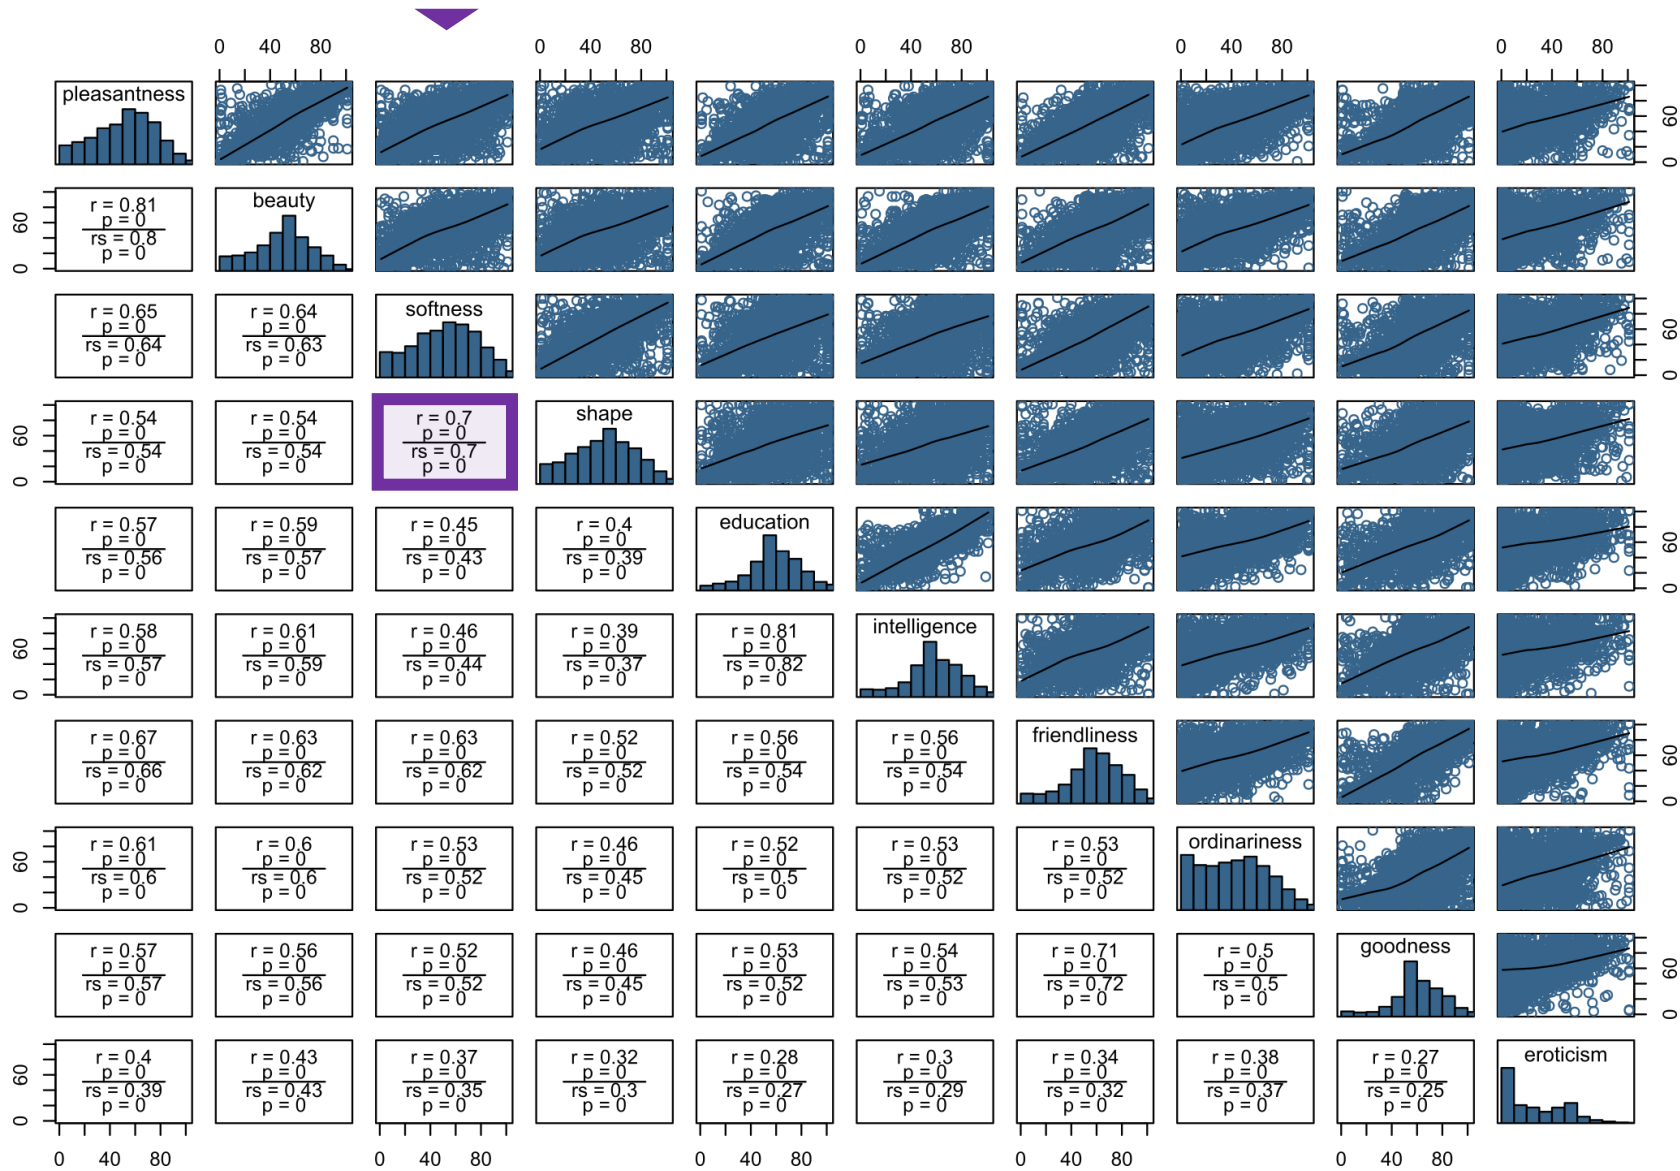 0 40 80 0 40 80 0 40 80 0 40 80 0 40 80
pleasantness
60
0
r = 0.81
p = 0
rs = 0.8
p = 0
beauty
60
0
r = 0.65
p = 0
rs = 0.64
p = 0
r = 0.64
p = 0
rs = 0.63
p = 0
softness
60
0
r = 0.54
p = 0
rs = 0.54
p = 0
r = 0.54
p = 0
rs = 0.54
p = 0
r = 0.7
p = 0
rs = 0.7
p = 0
shape
60
0
r = 0.57
p = 0
rs = 0.56
p = 0
r = 0.59
p = 0
rs = 0.57
p = 0
r = 0.45
p = 0
rs = 0.43
p = 0
r = 0.4
p = 0
rs = 0.39
p = 0
education
60
0
r = 0.58
p = 0
rs = 0.57
p = 0
r = 0.61
p = 0
rs = 0.59
p = 0
r = 0.46
p = 0
rs = 0.44
p = 0
r = 0.39
p = 0
rs = 0.37
p = 0
r = 0.81
p = 0
rs = 0.82
p = 0
intelligence
60
0
r = 0.67
p = 0
rs = 0.66
p = 0
r = 0.63
p = 0
rs = 0.62
p = 0
r = 0.63
p = 0
rs = 0.62
p = 0
r = 0.52
p = 0
rs = 0.52
p = 0
r = 0.56
p = 0
rs = 0.54
p = 0
r = 0.56
p = 0
rs = 0.54
p = 0
friendliness
60
0
r = 0.61
p = 0
rs = 0.6
p = 0
r = 0.6
p = 0
rs = 0.6
p = 0
r = 0.53
p = 0
rs = 0.52
p = 0
r = 0.46
p = 0
rs = 0.45
p = 0
r = 0.52
p = 0
rs = 0.5
p = 0
r = 0.53
p = 0
rs = 0.52
p = 0
r = 0.53
p = 0
rs = 0.52
p = 0
ordinariness
60
0
r = 0.57
p = 0
rs = 0.57
p = 0
r = 0.56
p = 0
rs = 0.56
p = 0
r = 0.52
p = 0
rs = 0.52
p = 0
r = 0.46
p = 0
rs = 0.45
p = 0
r = 0.53
p = 0
rs = 0.52
p = 0
r = 0.54
p = 0
rs = 0.53
p = 0
r = 0.71
p = 0
rs = 0.72
p = 0
r = 0.5
p = 0
rs = 0.5
p = 0
goodness
60
0
r = 0.4
p = 0
rs = 0.39
p = 0
r = 0.43
p = 0
rs = 0.43
p = 0
r = 0.37
p = 0
rs = 0.35
p = 0
r = 0.32
p = 0
rs = 0.3
p = 0
r = 0.28
p = 0
rs = 0.27
p = 0
r = 0.3
p = 0
rs = 0.29
p = 0
r = 0.34
p = 0
rs = 0.32
p = 0
r = 0.38
p = 0
rs = 0.37
p = 0
r = 0.27
p = 0
rs = 0.25
p = 0
eroticism
60
0
0 40 80 0 40 80 0 40 80 0 40 80 0 40 80